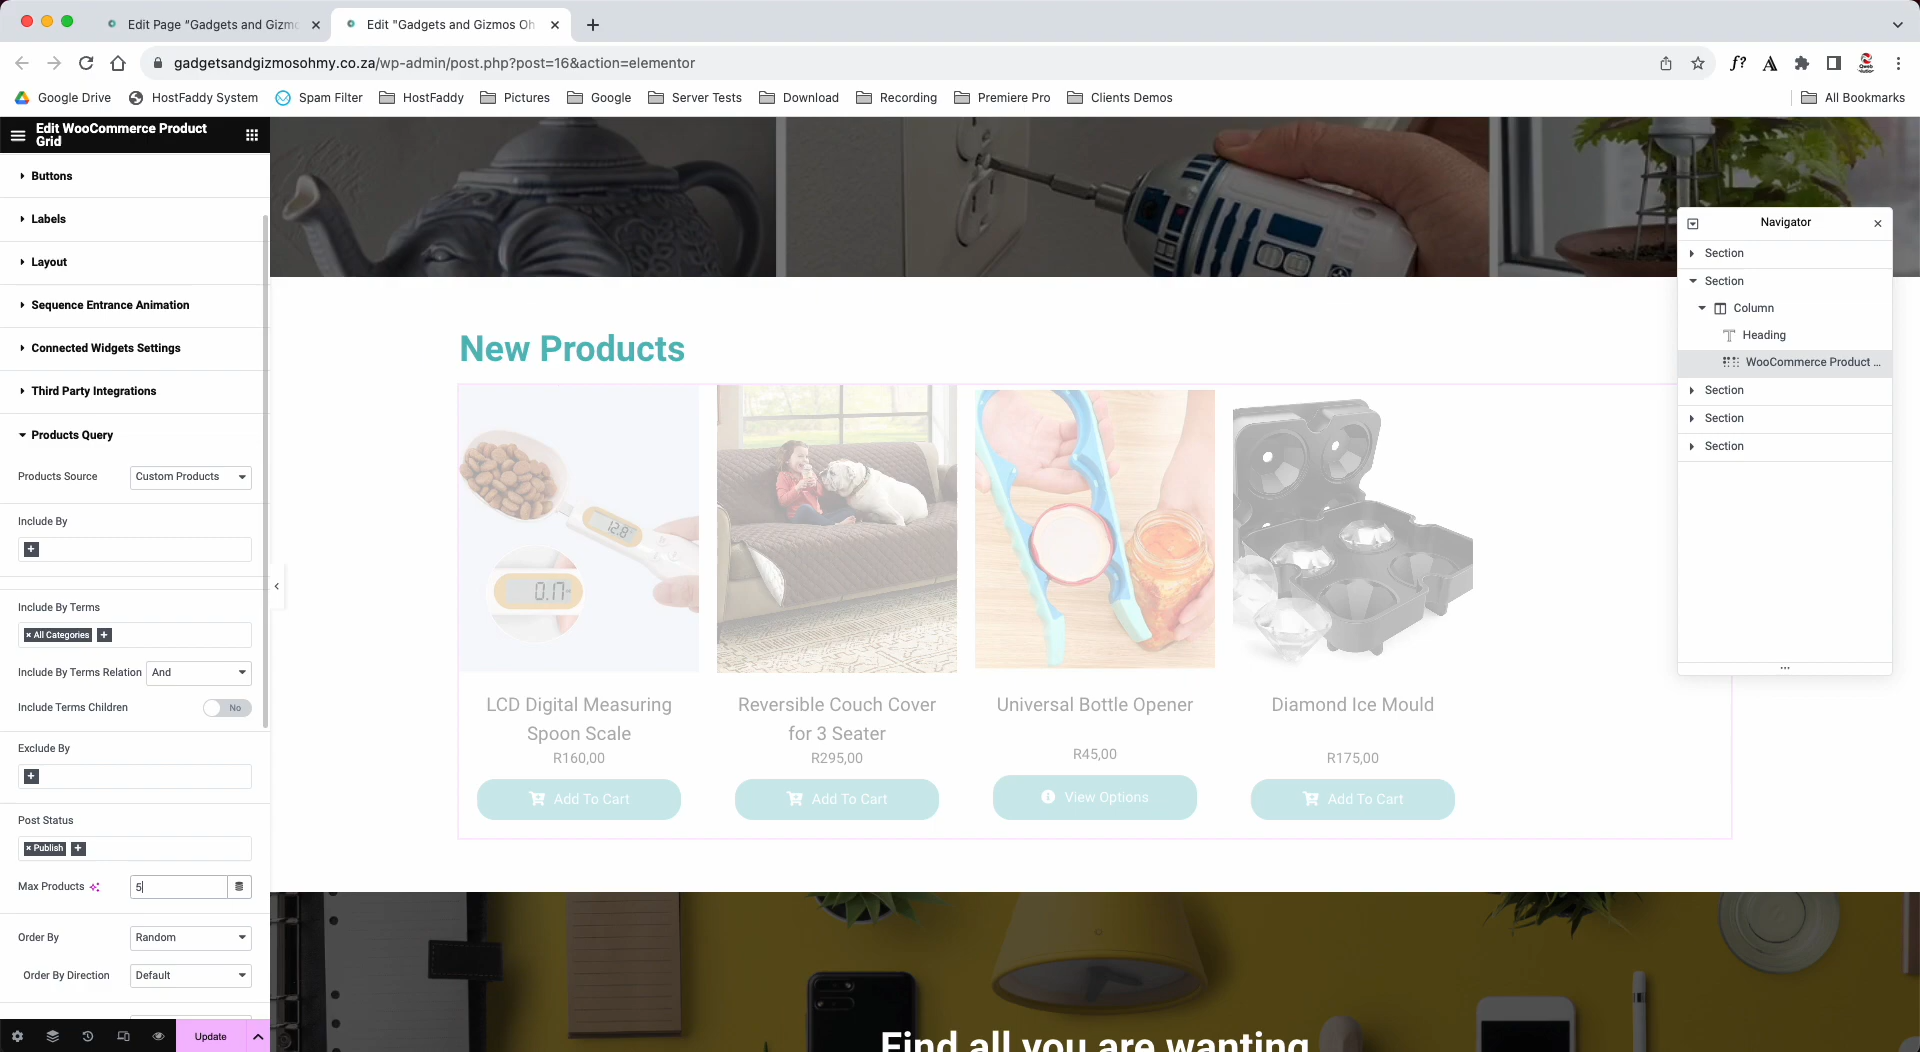 Edit Page “Gadgets and Gizmo
Edit "Gadgets and Gizmos Oh
gadgetsandgizmosohmy.co.za/wp-admin/post.php?post=16&action=elementor
f?
A
Google Drive
HostFaddy System
Spam Filter
HostFaddy
Pictures
Google
Server Tests
Download
Recording
Premiere Pro
Clients Demos
All Bookmarks
Edit WooCommerce Product
Grid
Buttons
Labels
Layout
Sequence Entrance Animation
Connected Widgets Settings
Third Party Integrations
Products Query
Products Source
Custom Products
Include By
Include By Terms
× All Categories
Include By Terms Relation
And
Include Terms Children
No
Exclude By
Post Status
× Publish
Max Products
5
Order By
Random
Order By Direction
Default
Update
New Products
12.8
0.17
LCD Digital Measuring
Spoon Scale
R160,00
Add To Cart
Reversible Couch Cover
for 3 Seater
R295,00
Add To Cart
Universal Bottle Opener
R45,00
View Options
Diamond Ice Mould
R175,00
Add To Cart
Find all you are wanting
Navigator
Section
Section
Column
Heading
WooCommerce Product ...
Section
Section
Section